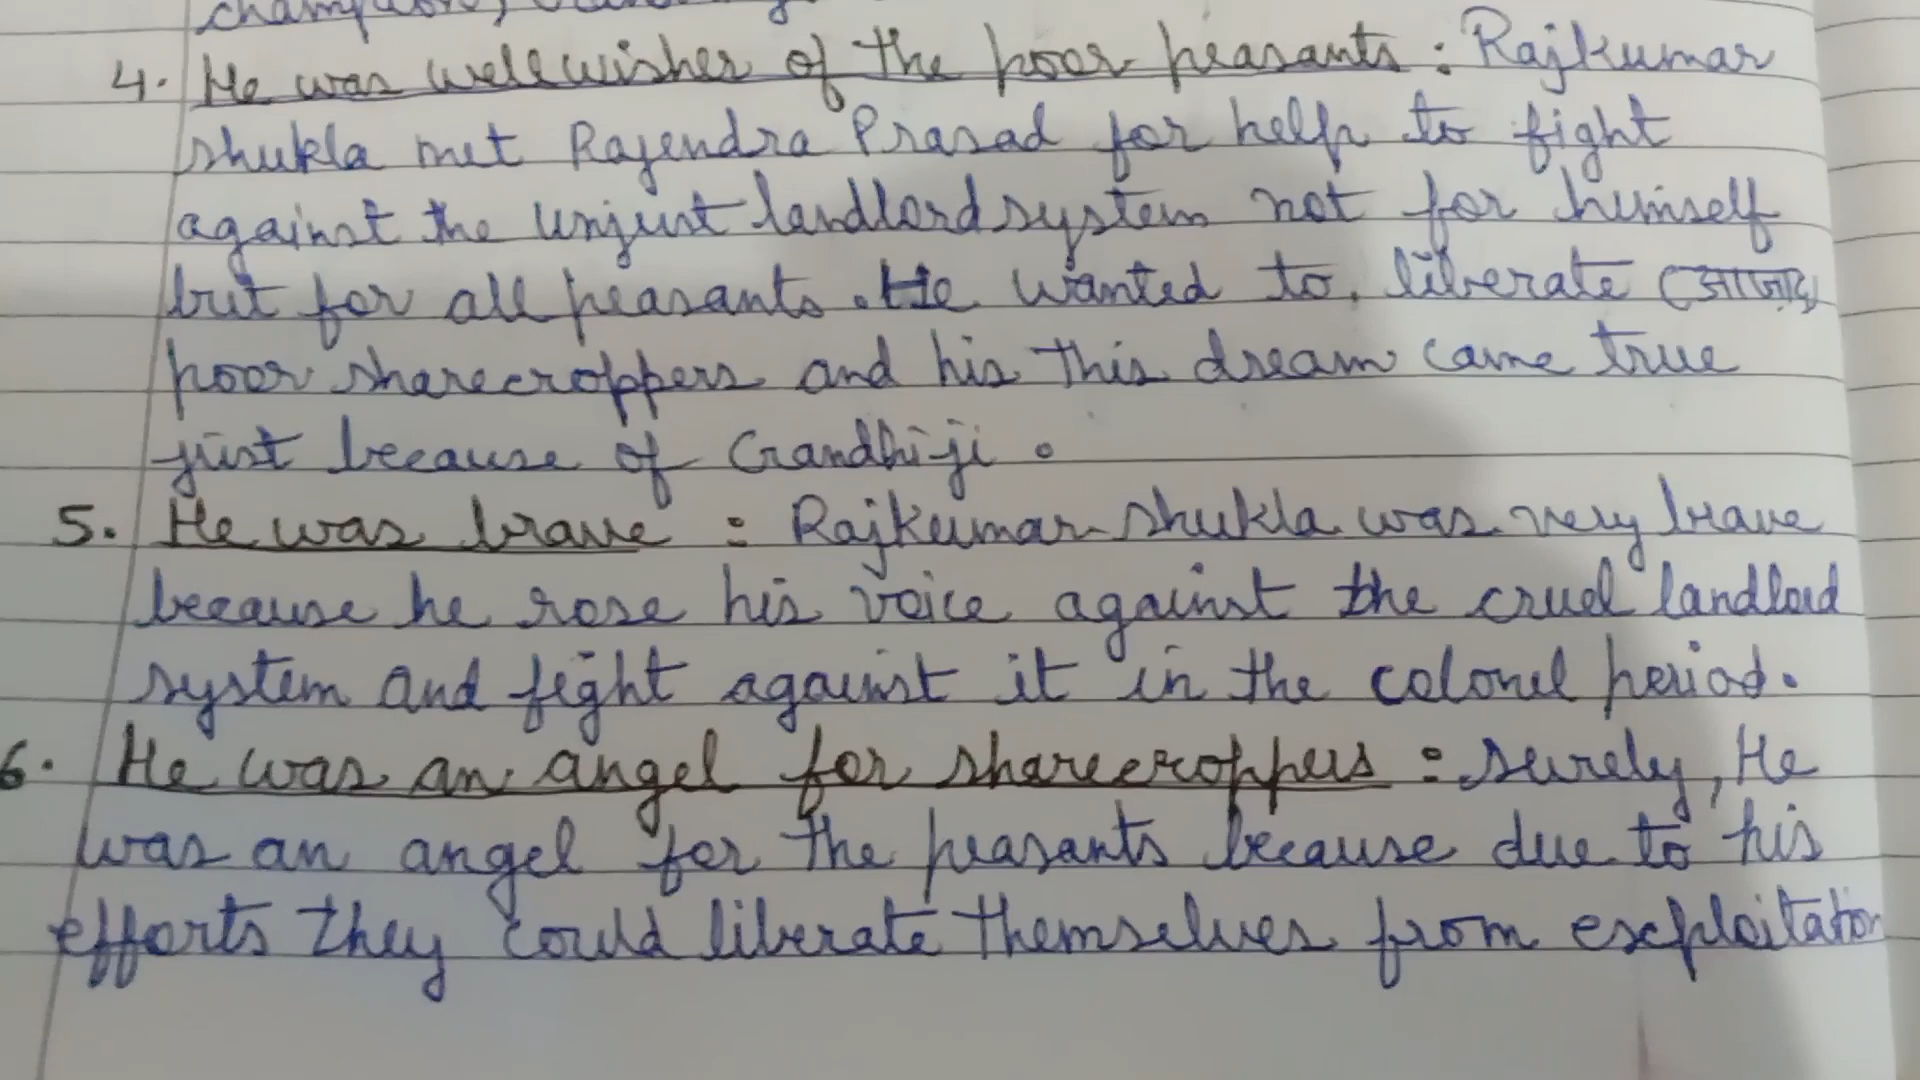 4. He was wellwisher of the poor peasants : Rajkumar
shukla met Rajendra Prasad for help to fight
against the unjust landlord system not for himself
but for all peasants. He wanted to liberate (आजाद)
poor sharecroppers and his this dream came true
just because of Gandhiji.
5. He was brave : Rajkumar shukla was very brave
because he rose his voice against the cruel landlord
system and fight against it in the colonel period.
6. He was an angel for sharecroppers : surely, He
was an angel for the peasants because due to his
efforts they could liberate themselves from exploitation